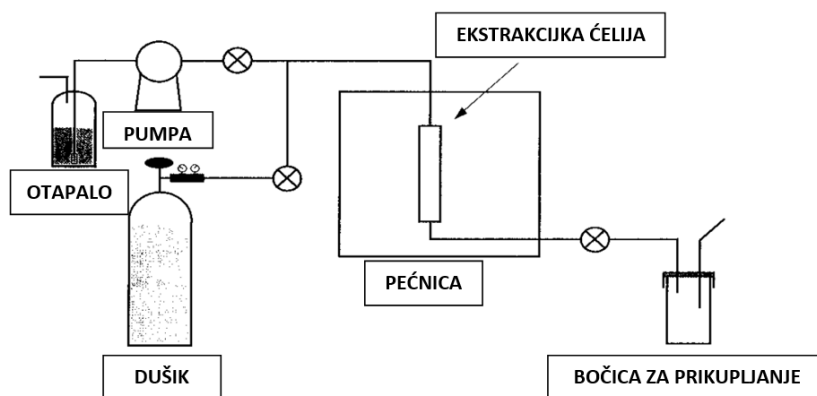 EKSTRAKCIJKA ĆELIJA
PUMPA
OTAPALO
PEĆNICA
DUŠIK
BOČICA ZA PRIKUPLJANJE